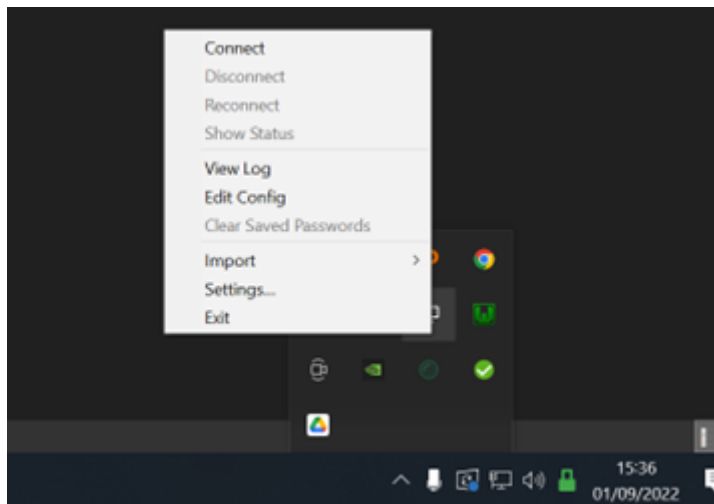 Connect
Disconnect
Reconnect
Show Status
View Log
Edit Config
Clear Saved Passwords
Import
Settings...
Exit
15:36
01/09/2022